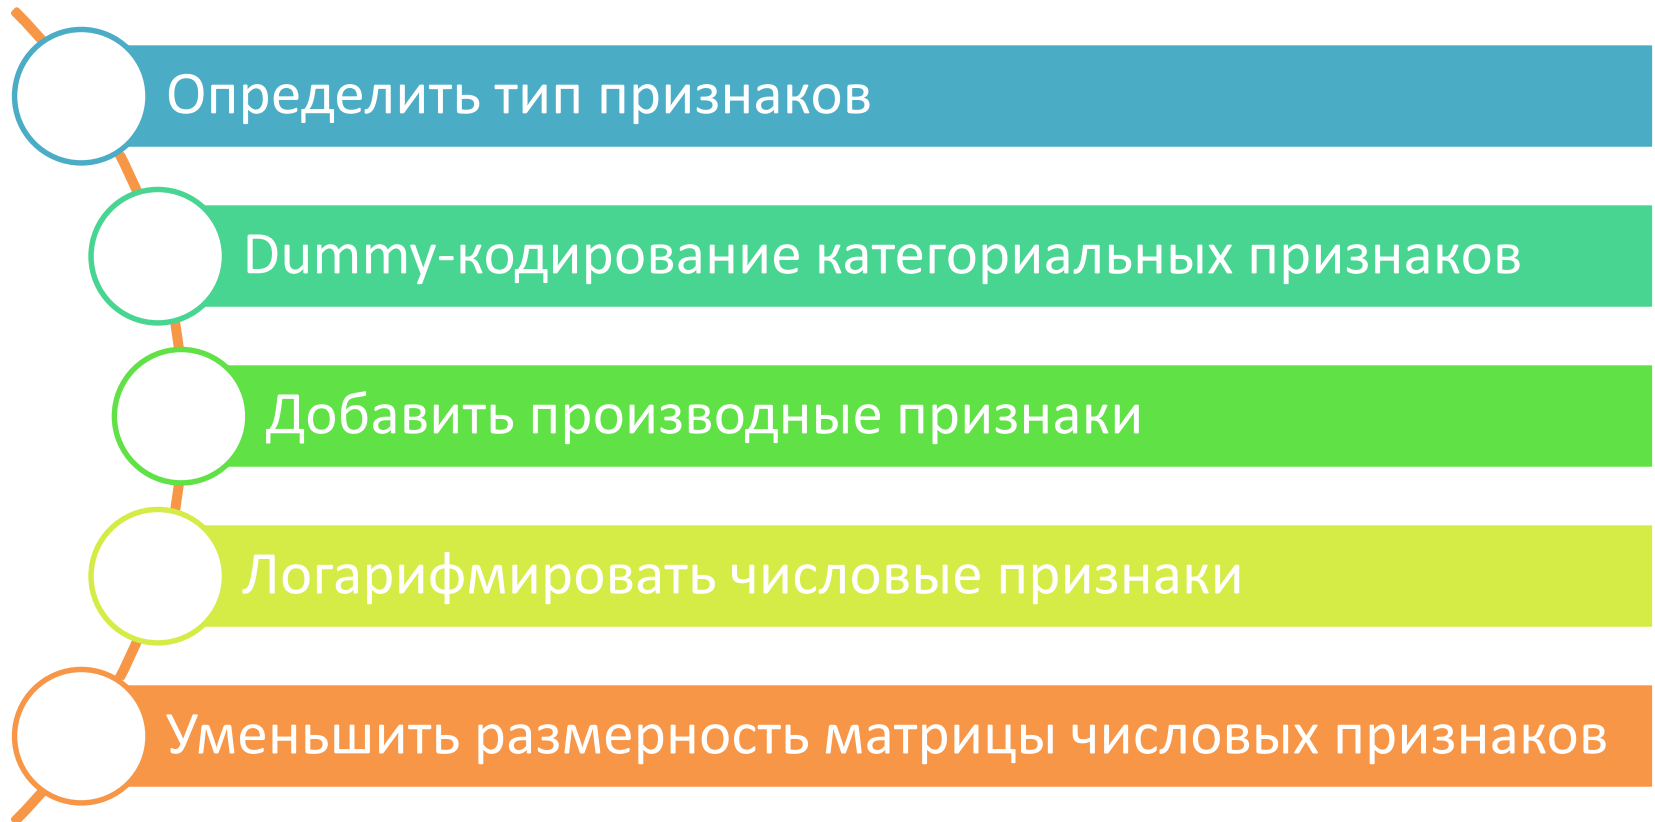 Определить тип признаков
Dummy-кодирование категориальных признаков
Добавить производные признаки
Логарифмировать числовые признаки
Уменьшить размерность матрицы числовых признаков